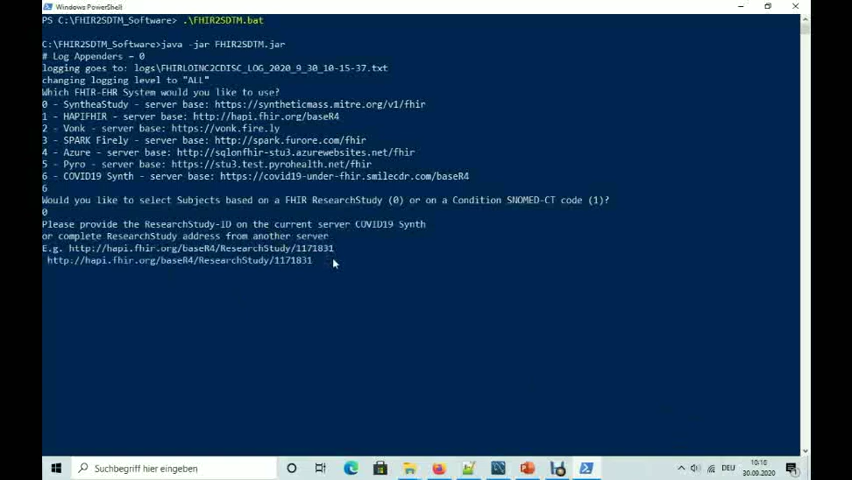 Windows PowerShell
PS C:\FHIR2SDTM_Software> .\FHIR2SDTM.bat
C:\FHIR2SDTM_Software>java -jar FHIR2SDTM.jar
# Log Appenders - 0
logging goes to: logs\FHIRLOINC2CDISC_LOG_2020_9_30_10-15-37.txt
changing logging level to "ALL"
Which FHIR-EHR System would you like to use?
0 - SyntheaStudy - server base: https://syntheticmass.mitre.org/v1/fhir
1 - HAPIFHIR - server base: http://hapi.fhir.org/baseR4
2 - Vonk - server base: https://vonk.fire.ly
3 - SPARK Firely - server base: http://spark.furore.com/fhir
4 - Azure - server base: http://sqlonfhir-stu3.azurewebsites.net/fhir
5 - Pyro - server base: https://stu3.test.pyrohealth.net/fhir
6 - COVID19 Synth - server base: https://covid19-under-fhir.smilecdr.com/baseR4
6
Would you like to select Subjects based on a FHIR ResearchStudy (0) or on a Condition SNOMED-CT code (1)?
0
Please provide the ResearchStudy-ID on the current server COVID19 Synth
or complete ResearchStudy address from another server
E.g. http://hapi.fhir.org/baseR4/ResearchStudy/1171831
http://hapi.fhir.org/baseR4/ResearchStudy/1171831
Suchbegriff hier eingeben
DEU
10:16
30.09.2020